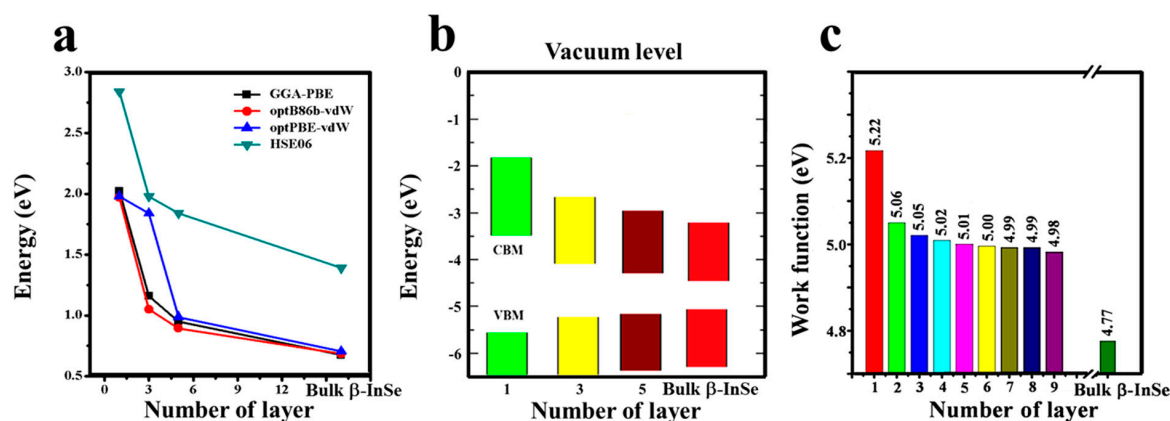 a
3.0
2.5
2.0
1.5
1.0
0.5
Energy (eV)
GGA-PBE
optB86b-vdW
optPBE-vdW
HSE06
0 3 6 9 12 Bulk β-InSe
Number of layer
b
Vacuum level
0
-1
-2
-3
-4
-5
-6
Energy (eV)
CBM
VBM
1 3 5 Bulk β-InSe
Number of layer
c
5.2
5.0
4.8
Work function (eV)
5.22
5.06
5.05
5.02
5.01
5.00
4.99
4.99
4.98
4.77
1 2 3 4 5 6 7 8 9 Bulk β-InSe
Number of layer